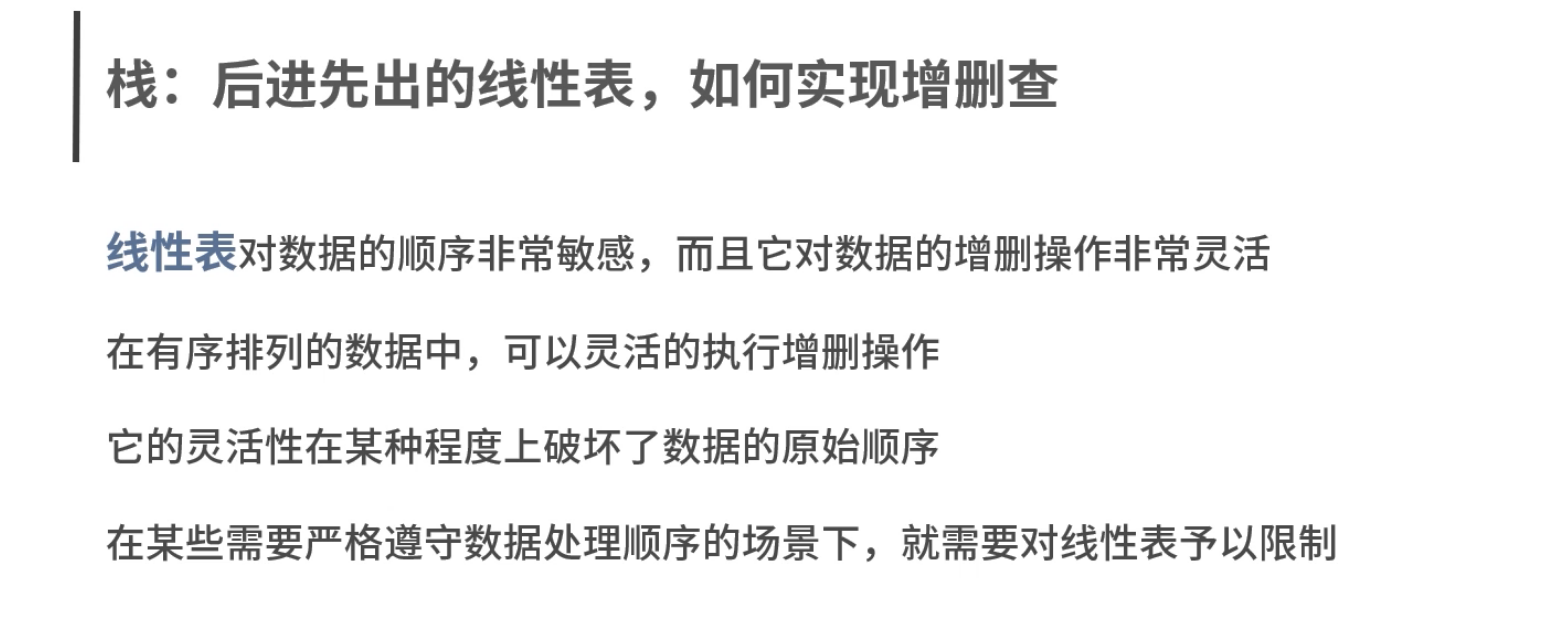 栈：后进先出的线性表，如何实现增删查
线性表对数据的顺序非常敏感，而且它对数据的增删操作非常灵活
在有序排列的数据中，可以灵活的执行增删操作
它的灵活性在某种程度上破坏了数据的原始顺序
在某些需要严格遵守数据处理顺序的场景下，就需要对线性表予以限制